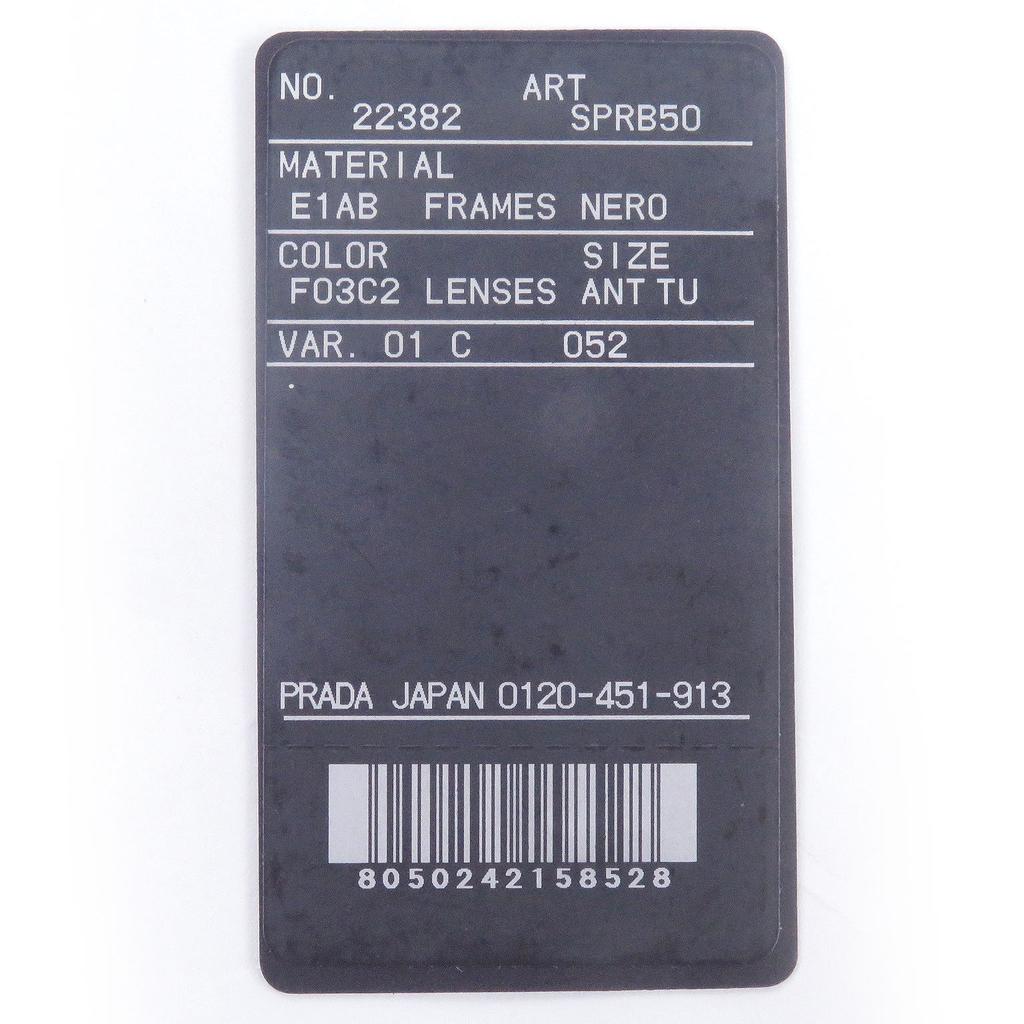 NO. ART
22382 SPRB50
MATERIAL
E1AB FRAMES NERO
COLOR SIZE
F03C2 LENSES ANT TU
VAR. 01 C 052
PRADA JAPAN 0120-451-913
8050242158528